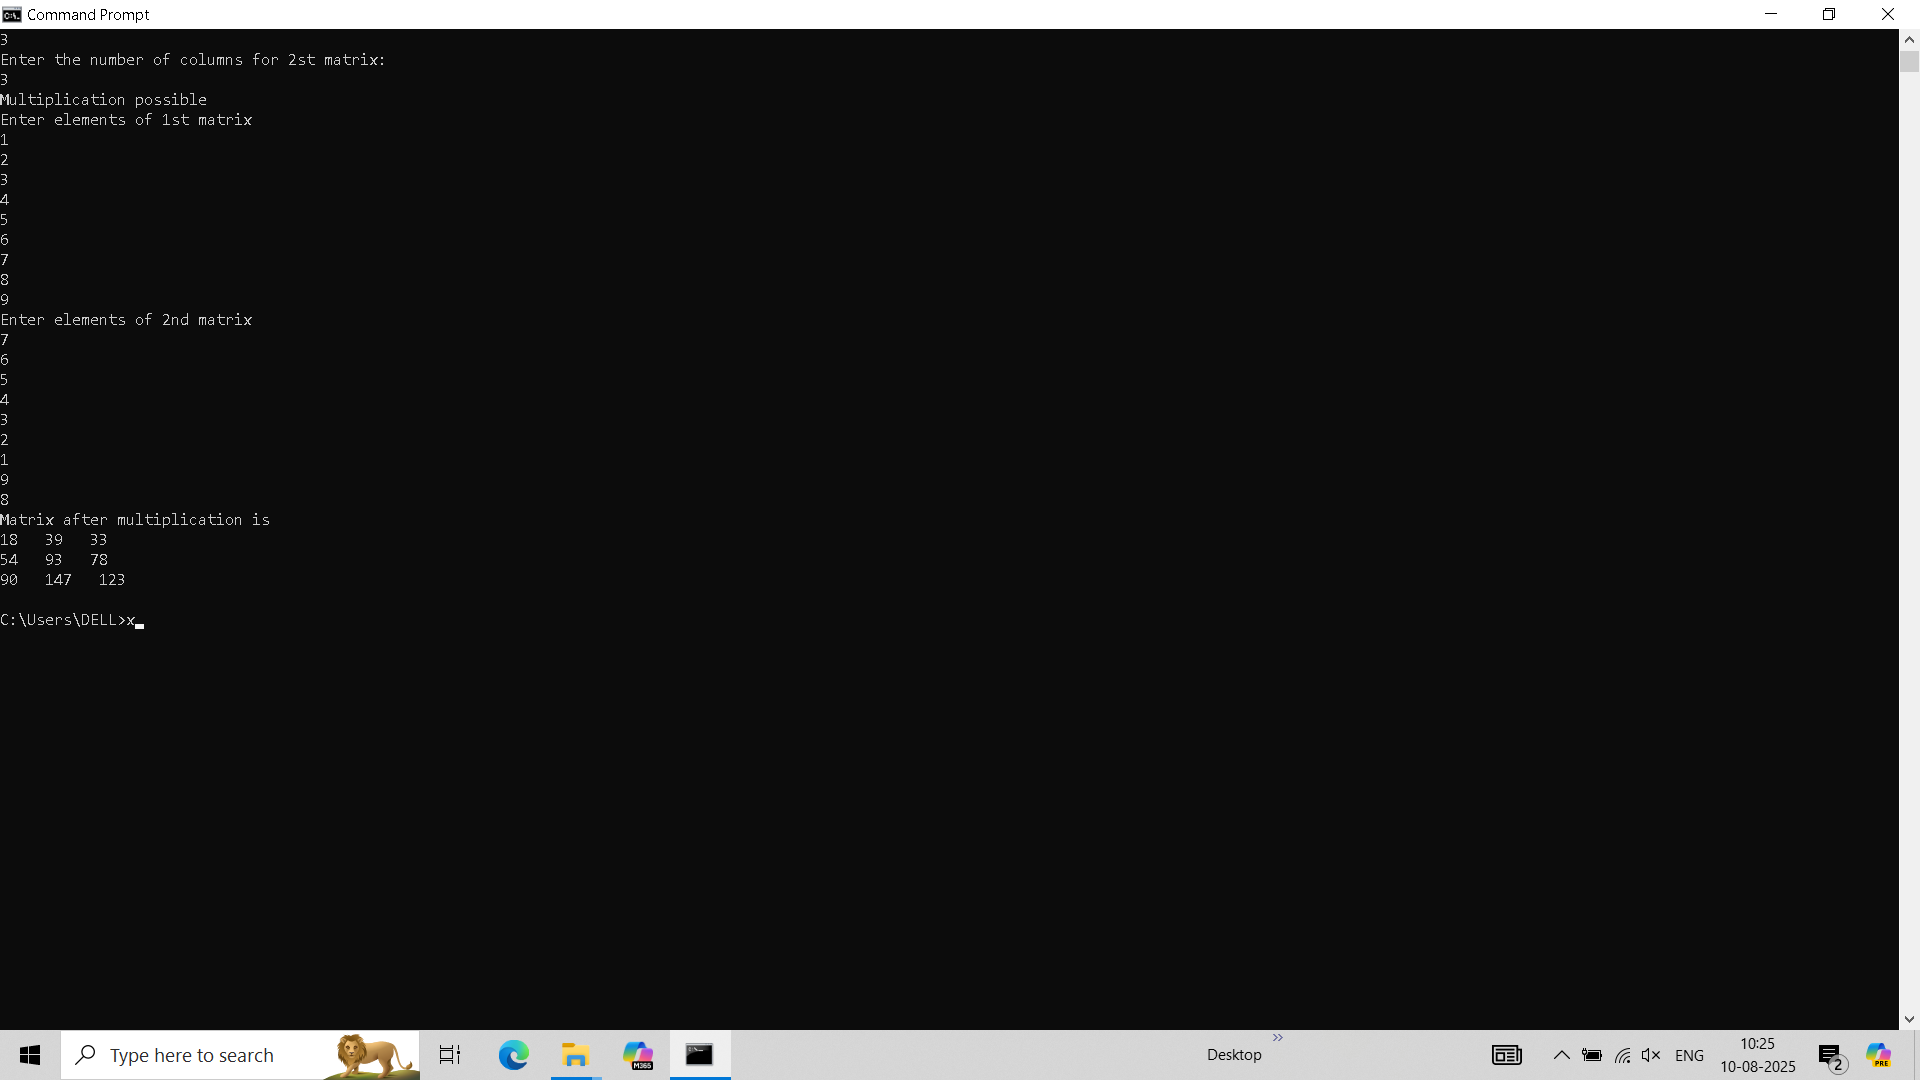 Command Prompt
3
Enter the number of columns for 2st matrix:
3
Multiplication possible
Enter elements of 1st matrix
1
2
3
4
5
6
7
8
9
Enter elements of 2nd matrix
7
6
5
4
3
2
1
9
8
Matrix after multiplication is
18 39 33
54 93 78
90 147 123
C:\Users\DELL>x
Type here to search
M365
Desktop
ENG
10:25
10-08-2025
2
PRE